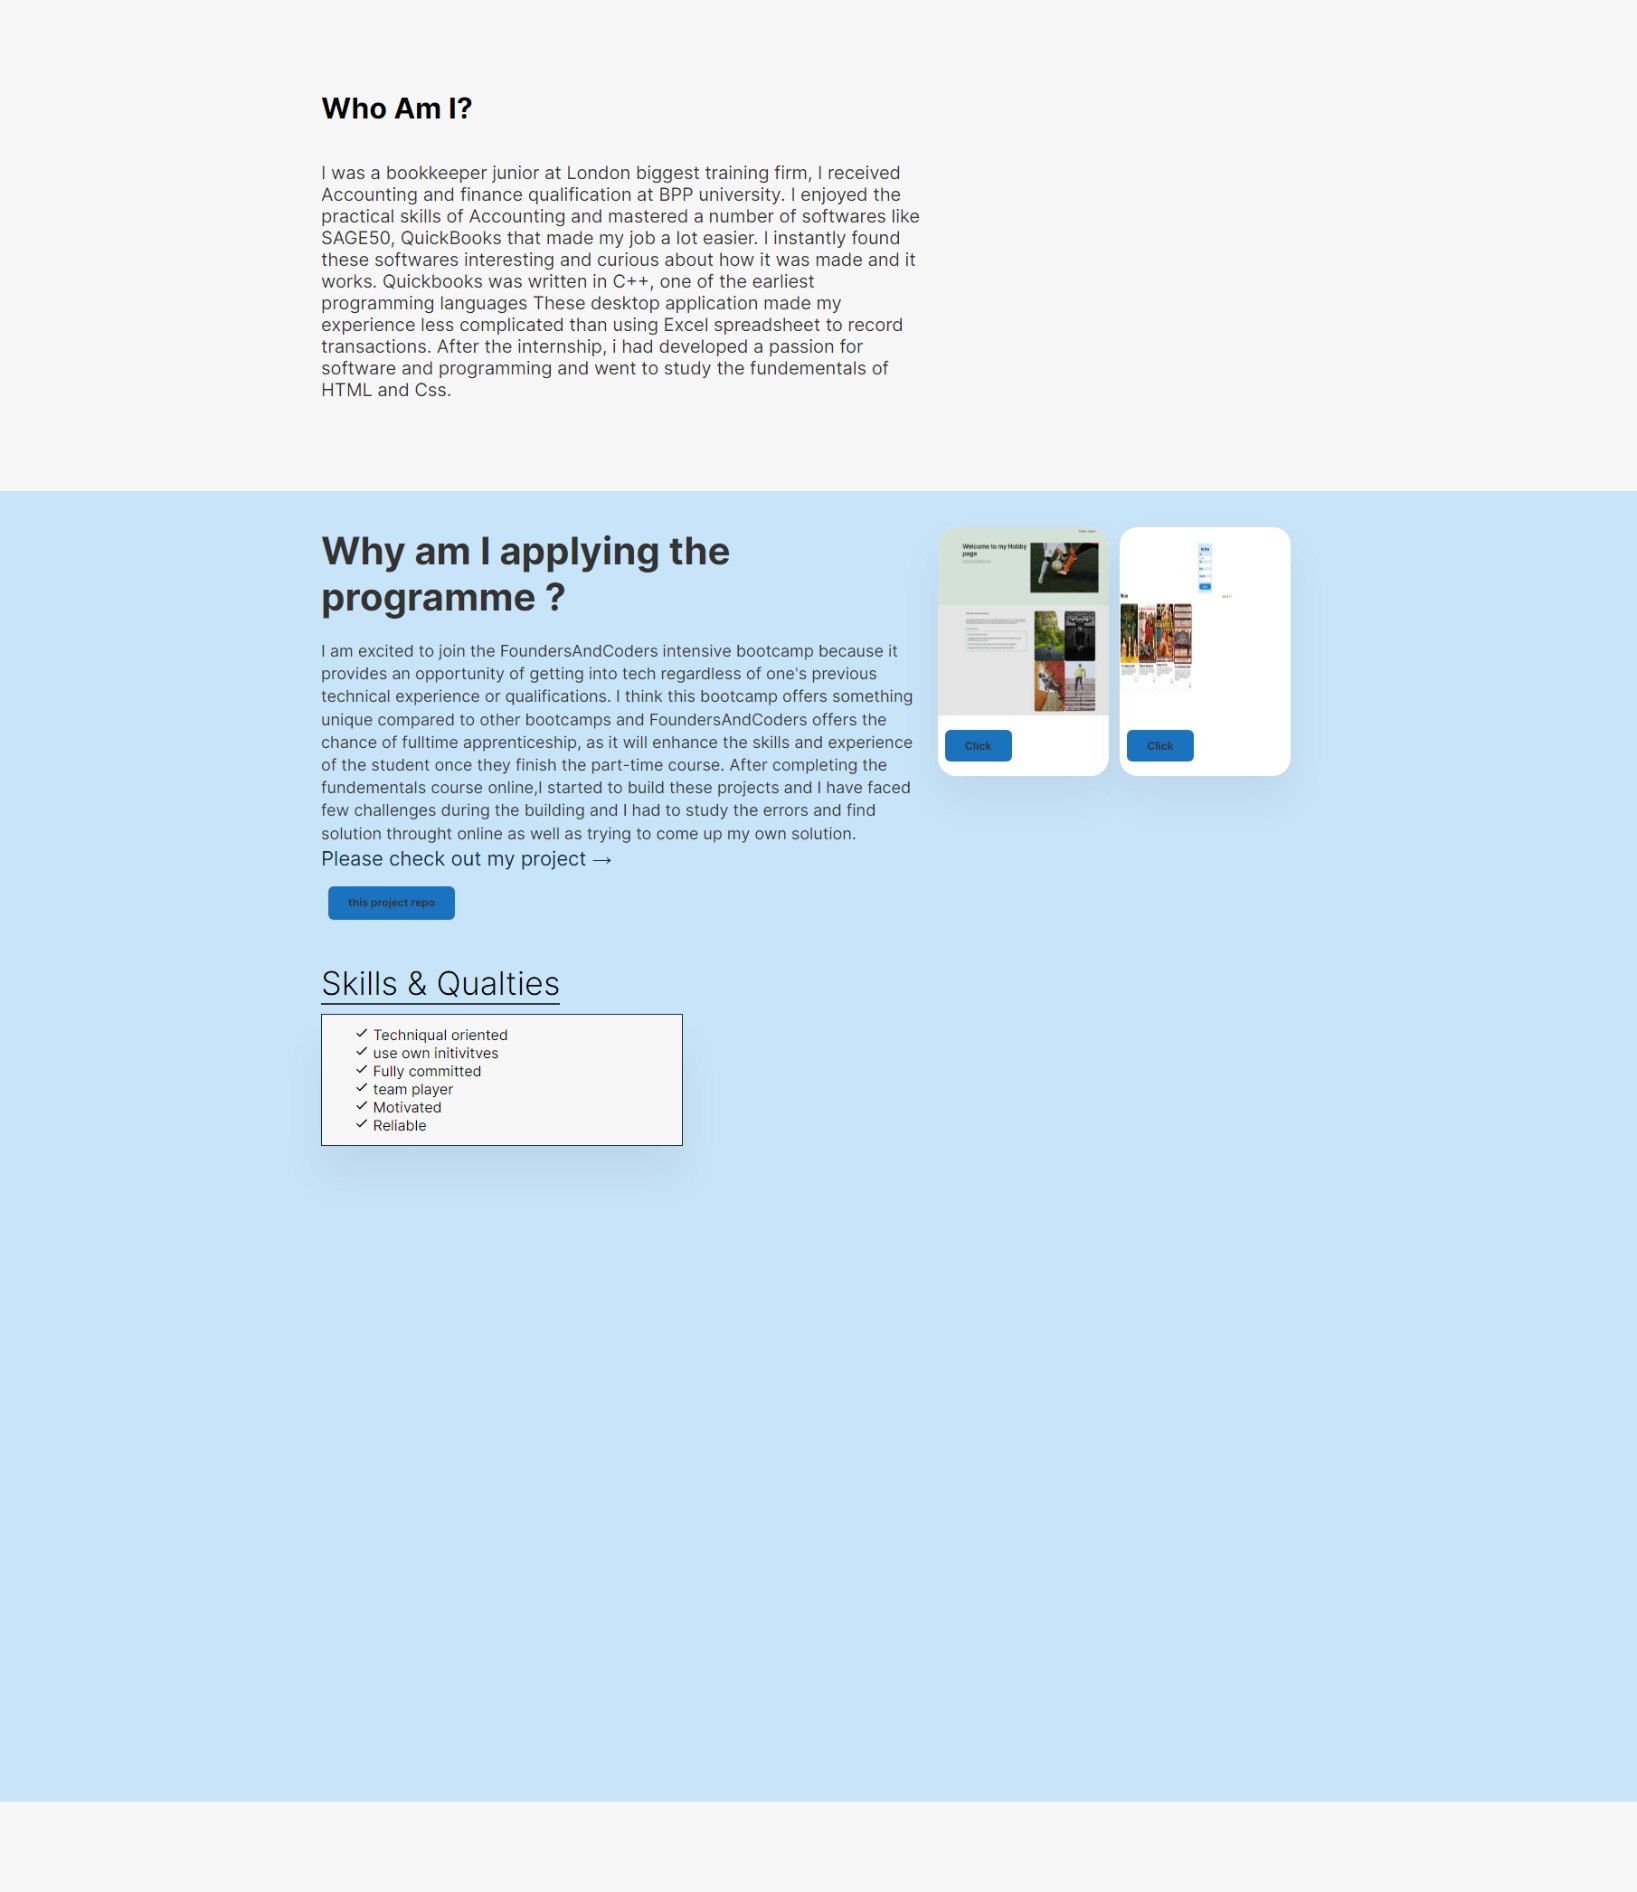 Who Am I?
I was a bookkeeper junior at London biggest training firm, I received
Accounting and finance qualification at BPP university. I enjoyed the
practical skills of Accounting and mastered a number of softwares like
SAGE50, QuickBooks that made my job a lot easier. I instantly found
these softwares interesting and curious about how it was made and it
works. Quickbooks was written in C++, one of the earliest
programming languages These desktop application made my
experience less complicated than using Excel spreadsheet to record
transactions. After the internship, i had developed a passion for
software and programming and went to study the fundementals of
HTML and Css.
Why am I applying the
programme ?
I am excited to join the FoundersAndCoders intensive bootcamp because it
provides an opportunity of getting into tech regardless of one's previous
technical experience or qualifications. I think this bootcamp offers something
unique compared to other bootcamps and FoundersAndCoders offers the
chance of fulltime apprenticeship, as it will enhance the skills and experience
of the student once they finish the part-time course. After completing the
fundementals course online,I started to build these projects and I have faced
few challenges during the building and I had to study the errors and find
solution throught online as well as trying to come up my own solution.
Please check out my project →
this project repo
Welcome to my Hobby
page
Click
Click
Skills & Qualties
✓ Techniqual oriented
✓ use own initivitves
✓ Fully committed
✓ team player
✓ Motivated
✓ Reliable